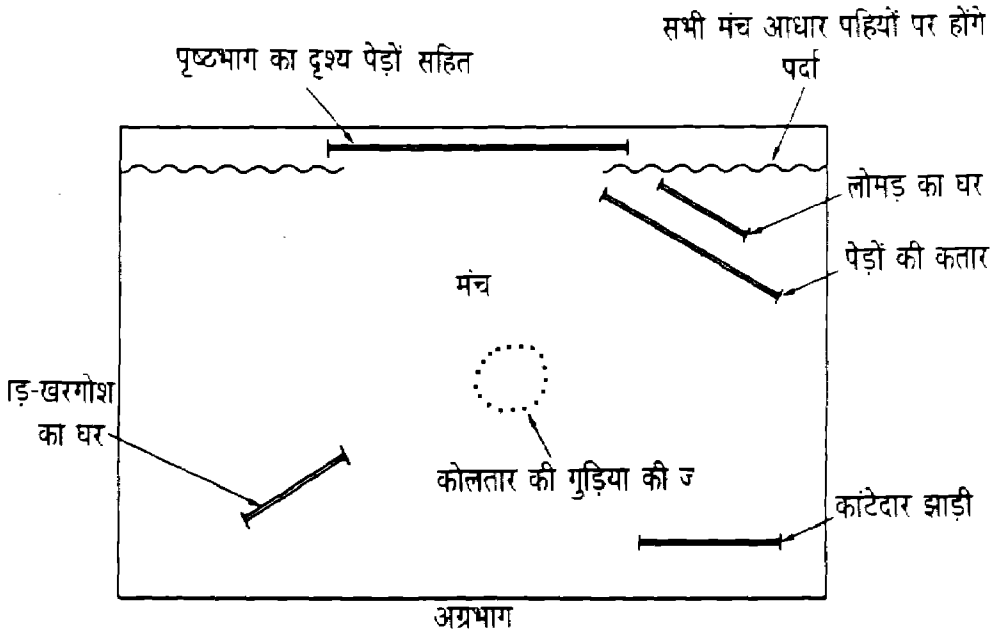 सभी मंच आधार पहियों पर होंगे
पर्दा
पृष्ठभाग का दृश्य पेड़ों सहित
लोमड़ का घर
पेड़ों की कतार
मंच
-खरगोश
का घर
कोलतार की गुड़िया की
कांटेदार झाड़ी
अग्रभाग